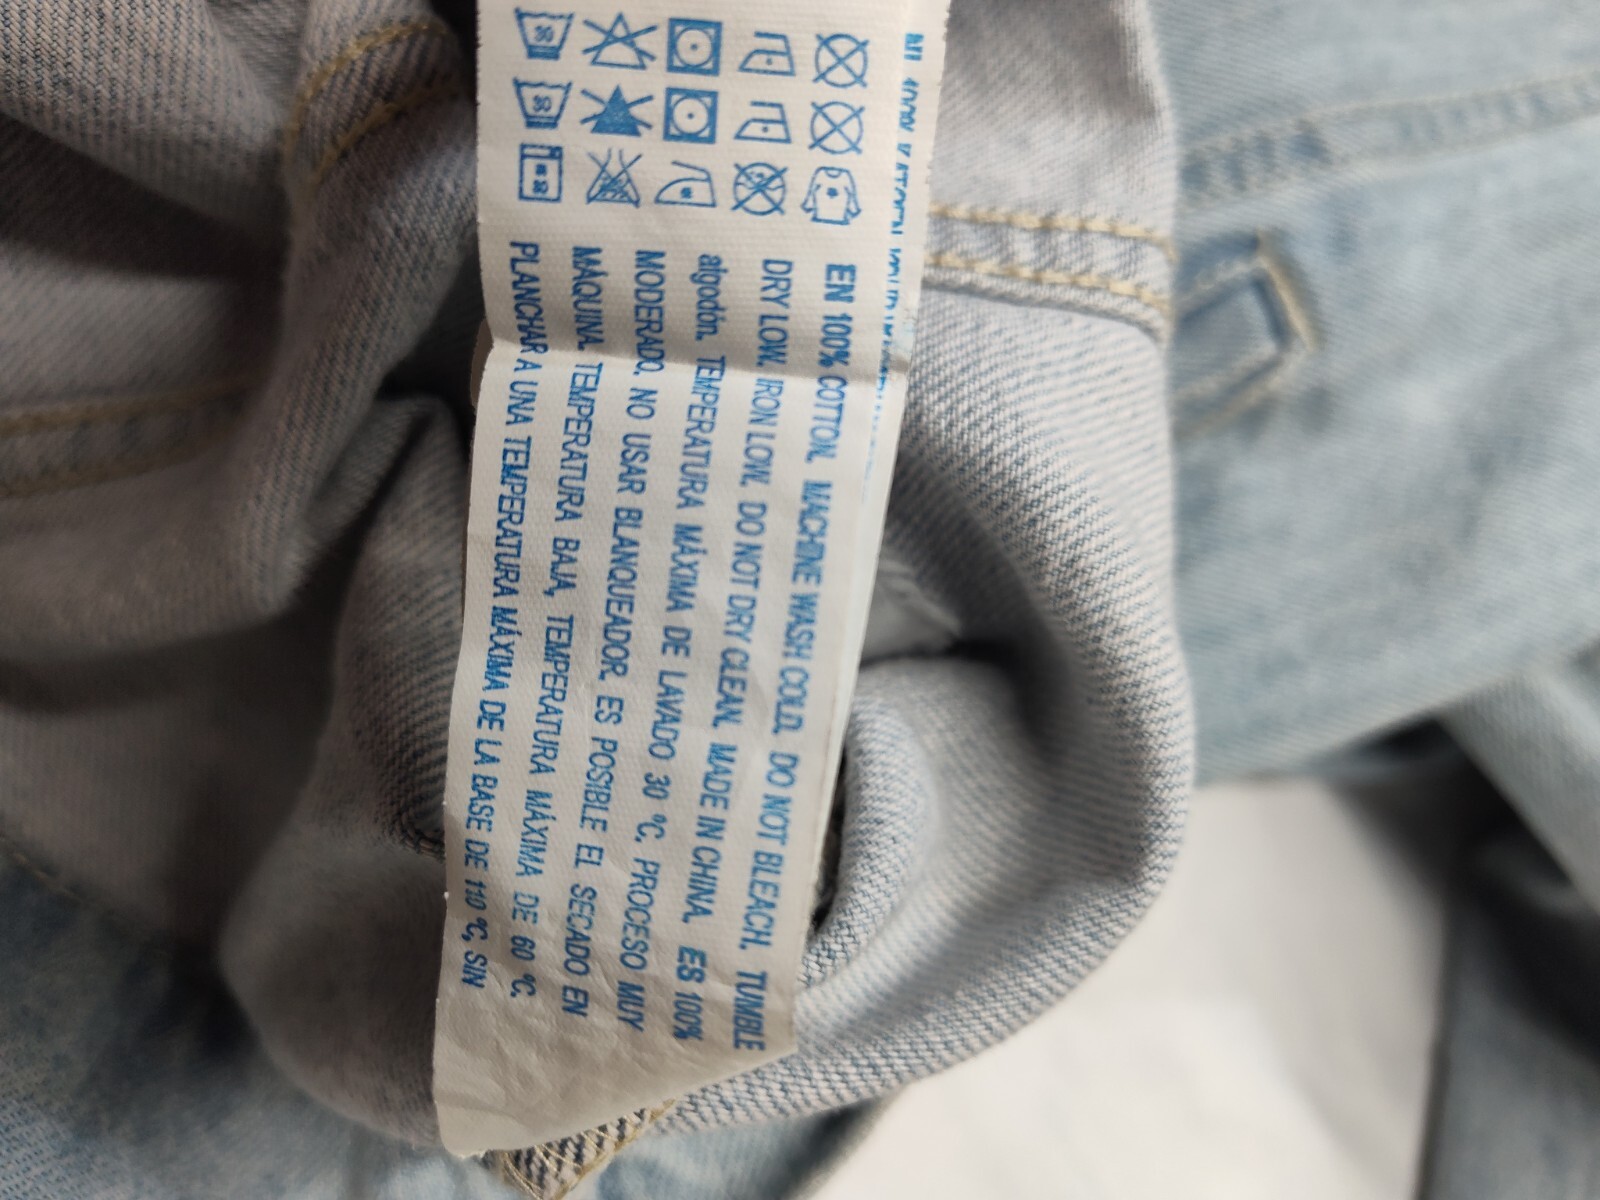 EN 100% COTTON. MACHINE WASH COLD. DO NOT BLEACH. TUMBLE
DRY LOW. IRON LOW. DO NOT DRY CLEAN. MADE IN CHINA. ES 100%
algodón. TEMPERATURA MÁXIMA DE LAVADO 30 °C. PROCESO MUY
MODERADO. NO USAR BLANQUEADOR. ES POSIBLE EL SECADO EN
MÁQUINA. TEMPERATURA BAJA, TEMPERATURA MÁXIMA DE 60 °C.
PLANCHAR A UNA TEMPERATURA MÁXIMA DE LA BASE DE 110 °C, SIN
30
30